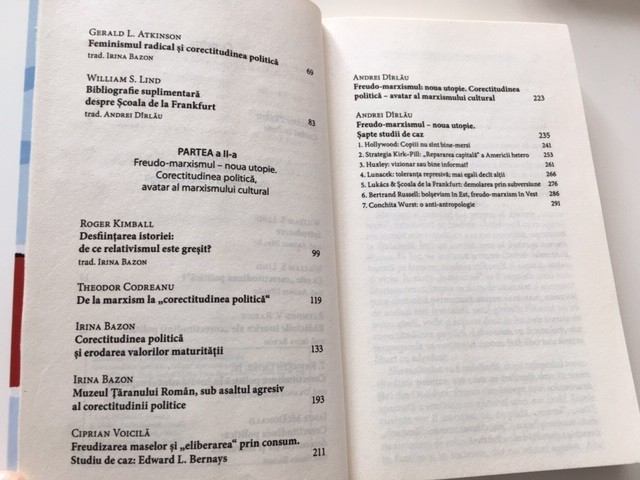 GERALD L. ATKINSON
Feminismul radical și corectitudinea politică
trad. IRINA BAZON 69
WILLIAM S. LIND
Bibliografie suplimentară
despre Școala de la Frankfurt
trad. ANDREI DÎRLĂU 83
PARTEA a II-a
Freudo-marxismul – noua utopie.
Corectitudinea politică,
avatar al marxismului cultural
ROGER KIMBALL
Desființarea istoriei:
de ce relativismul este greșit? 99
trad. IRINA BAZON
THEODOR CODREANU
De la marxism la „corectitudinea politică“ 119
IRINA BAZON
Corectitudinea politică
și erodarea valorilor maturității 133
IRINA BAZON
Muzeul Țăranului Român, sub asaltul agresiv
al corectitudinii politice 193
CIPRIAN VOICILĂ
Freudizarea maselor și „eliberarea“ prin consum.
Studiu de caz: Edward L. Bernays 211
ANDREI DÎRLĂU
Freudo-marxismul: noua utopie. Corectitudinea
politică – avatar al marxismului cultural 223
ANDREI DÎRLĂU
Freudo-marxismul – noua utopie.
Șapte studii de caz 235
1. Hollywood: Copiii nu sînt bine-mersi 241
2. Strategia Kirk-Pill: „Repararea capitală“ a Americii hetero 253
3. Huxley: vizionar sau bine informat? 261
4. Lunacek: toleranța represivă; mai egali decît alții 266
5. Lukács & Școala de la Frankfurt: demolarea prin subversiune 276
6. Bertrand Russell: bolșevism în Est, freudo-marxism în Vest 286
7. Conchita Wurst: o anti-antropologie 291